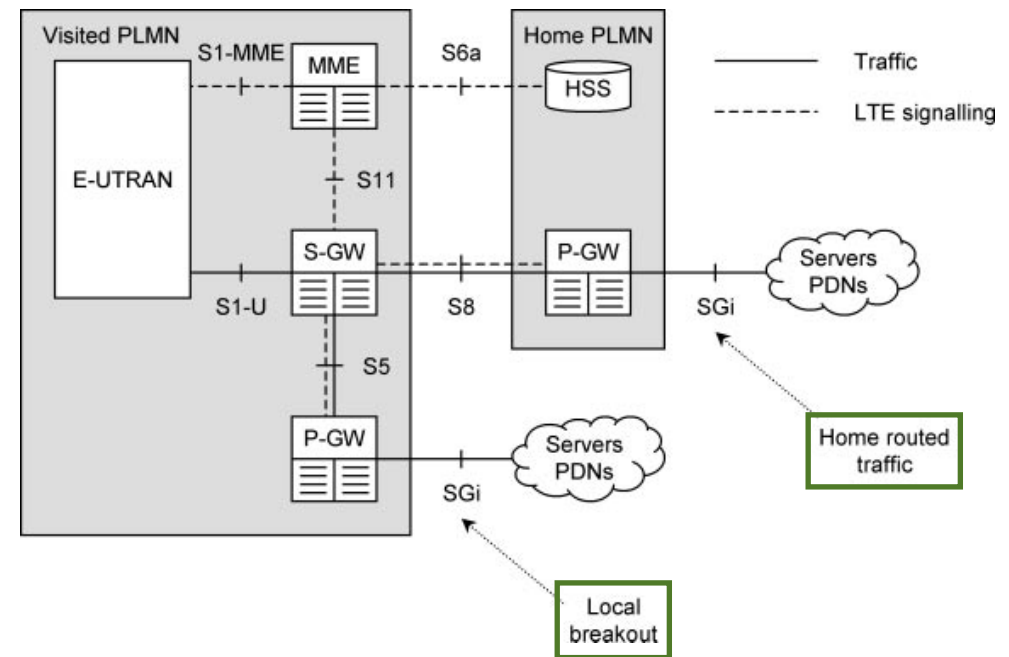 Visited PLMN
Home PLMN
S1-MME
MME
S6a
HSS
Traffic
LTE signalling
E-UTRAN
S11
S-GW
P-GW
Servers
PDNs
S1-U
S8
SGi
S5
P-GW
Servers
PDNs
SGi
Home routed
traffic
Local
breakout